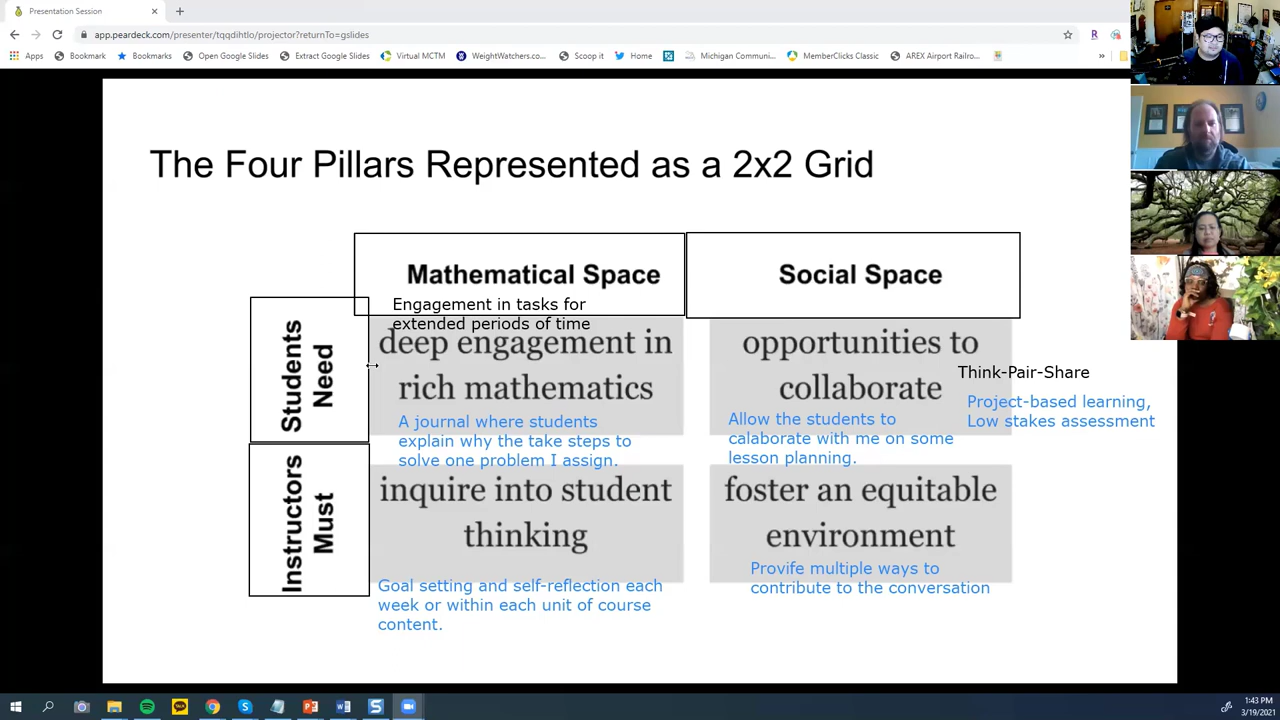 Presentation Session
app.peardeck.com/presenter/tqqdihtlo/projector?returnTo=gslides
Apps
Bookmark
Bookmarks
Open Google Slides
Extract Google Slides
Virtual MCTM
WeightWatchers.co...
Scoop it
Home
Michigan Communi...
MemberClicks Classic
AREX Airport Railro...
The Four Pillars Represented as a 2x2 Grid
Mathematical Space
Social Space
Students
Need
Engagement in tasks for
extended periods of time
deep engagement in
rich mathematics
A journal where students
explain why the take steps to
solve one problem I assign.
opportunities to
collaborate
Allow the students to
calaborate with me on some
lesson planning.
Think-Pair-Share
Project-based learning,
Low stakes assessment
Instructors
Must
inquire into student
thinking
Goal setting and self-reflection each
week or within each unit of course
content.
foster an equitable
environment
Provife multiple ways to
contribute to the conversation
1:43 PM
3/19/2021